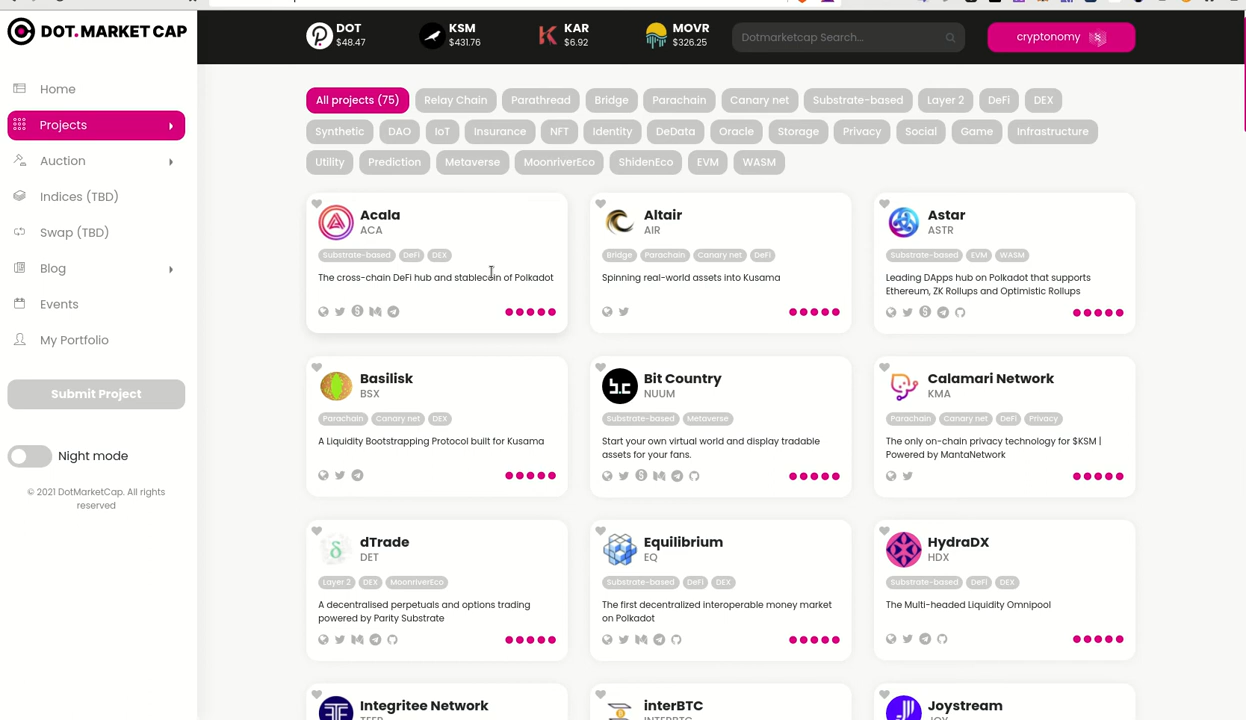 DOT.MARKET CAP
DOT
$48.47
KSM
$431.76
KAR
$6.92
MOVR
$326.25
Dotmarketcap Search...
cryptonomy
Home
Projects
Auction
Indices (TBD)
Swap (TBD)
Blog
Events
My Portfolio
Submit Project
Night mode
© 2021 DotMarketCap. All rights
reserved
All projects (75) Relay Chain Parathread Bridge Parachain Canary net Substrate-based Layer 2 DeFi DEX
Synthetic DAO IoT Insurance NFT Identity DeData Oracle Storage Privacy Social Game Infrastructure
Utility Prediction Metaverse MoonriverEco ShidenEco EVM WASM
Acala
ACA
Substrate-based DeFi DEX
The cross-chain DeFi hub and stablecoin of Polkadot
Altair
AIR
Bridge Parachain Canary net DeFi
Spinning real-world assets into Kusama
Astar
ASTR
Substrate-based EVM WASM
Leading DApps hub on Polkadot that supports
Ethereum, ZK Rollups and Optimistic Rollups
Basilisk
BSX
Parachain Canary net DEX
A Liquidity Bootstrapping Protocol built for Kusama
b.c
Bit Country
NUUM
Substrate-based Metaverse
Start your own virtual world and display tradable
assets for your fans.
Calamari Network
KMA
Parachain Canary net DeFi Privacy
The only on-chain privacy technology for $KSM |
Powered by MantaNetwork
dTrade
DET
Layer 2 DEX MoonriverEco
A decentralised perpetuals and options trading
powered by Parity Substrate
Equilibrium
EQ
Substrate-based DeFi DEX
The first decentralized interoperable money market
on Polkadot
HydraDX
HDX
Substrate-based DeFi DEX
The Multi-headed Liquidity Omnipool
Integritee Network
interBTC
Joystream